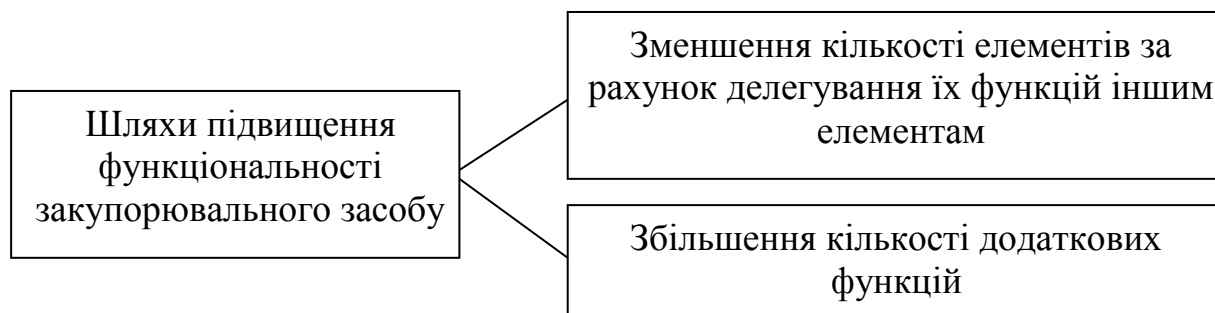 Шляхи підвищення
функціональності
закупорювального засобу
Зменшення кількості елементів за
рахунок делегування їх функцій іншим
елементам
Збільшення кількості додаткових
функцій